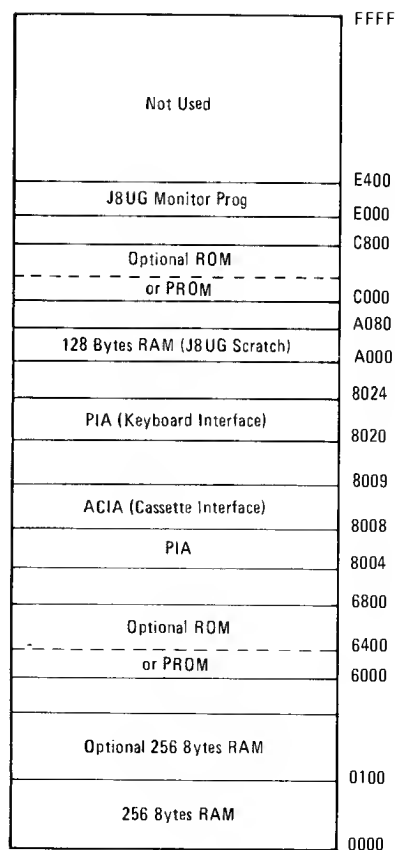 FFFF
Not Used
E400
J8UG Monitor Prog
E000
C800
Optional ROM
or PROM
C000
A080
128 Bytes RAM (J8UG Scratch)
A000
8024
PIA (Keyboard Interface)
8020
8009
ACIA (Cassette Interface)
8008
PIA
8004
6800
Optional ROM
6400
or PROM
6000
Optional 256 8ytes RAM
0100
256 8ytes RAM
0000